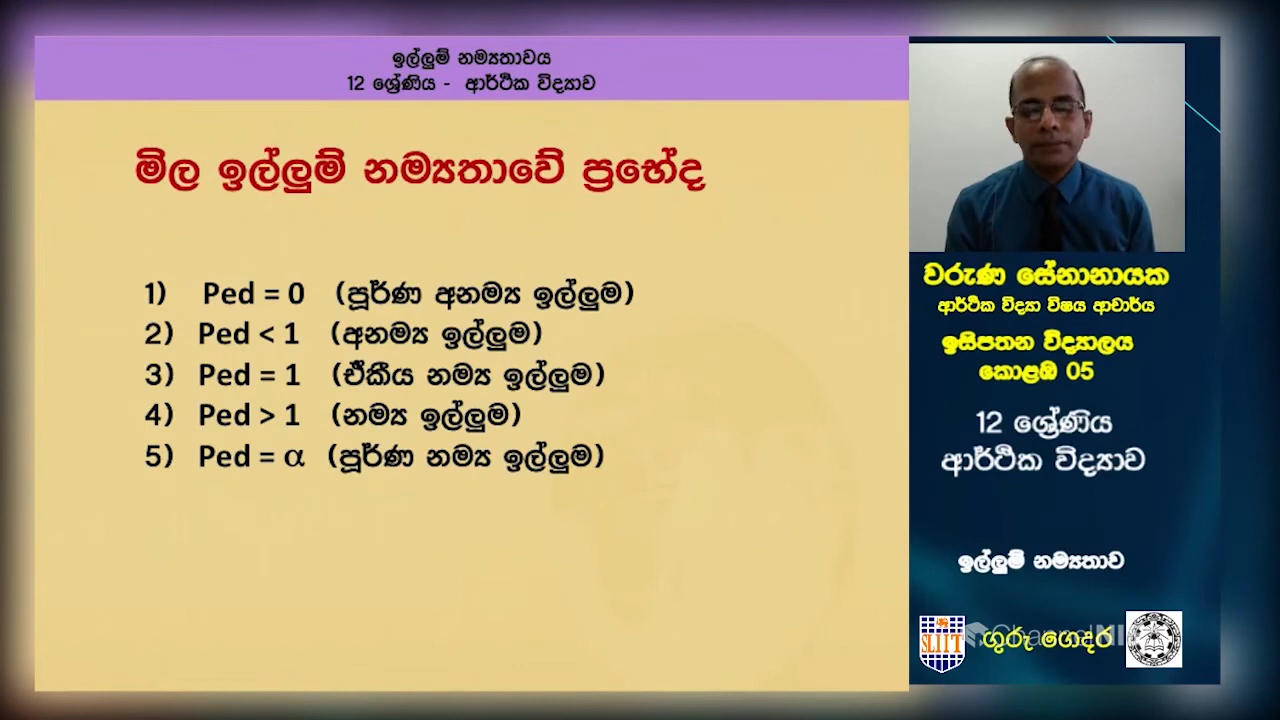 ඉල්ලුම් නම්‍යතාවය
12 ශ්‍රේණිය - ආර්ථික විද්‍යාව
මිල ඉල්ලුම් නම්‍යතාවේ ප්‍රභේද
1) Ped = 0 (පූර්ණ අනම්‍ය ඉල්ලුම)
2) Ped < 1 (අනම්‍ය ඉල්ලුම)
3) Ped = 1 (ඒකීය නම්‍ය ඉල්ලුම)
4) Ped > 1 (නම්‍ය ඉල්ලුම)
5) Ped = α (පූර්ණ නම්‍ය ඉල්ලුම)
වරුණ සේනානායක
ආර්ථික විද්‍යා විෂය ආචාර්ය
ඉසිපතන විද්‍යාලය
කොළඹ 05
12 ශ්‍රේණිය
ආර්ථික විද්‍යාව
ඉල්ලුම් නම්‍යතාව
SLIIT
ගුරු ගෙදර